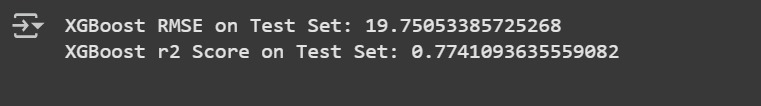 XGBoost RMSE on Test Set: 19.75053385725268
XGBoost r2 Score on Test Set: 0.7741093635559082